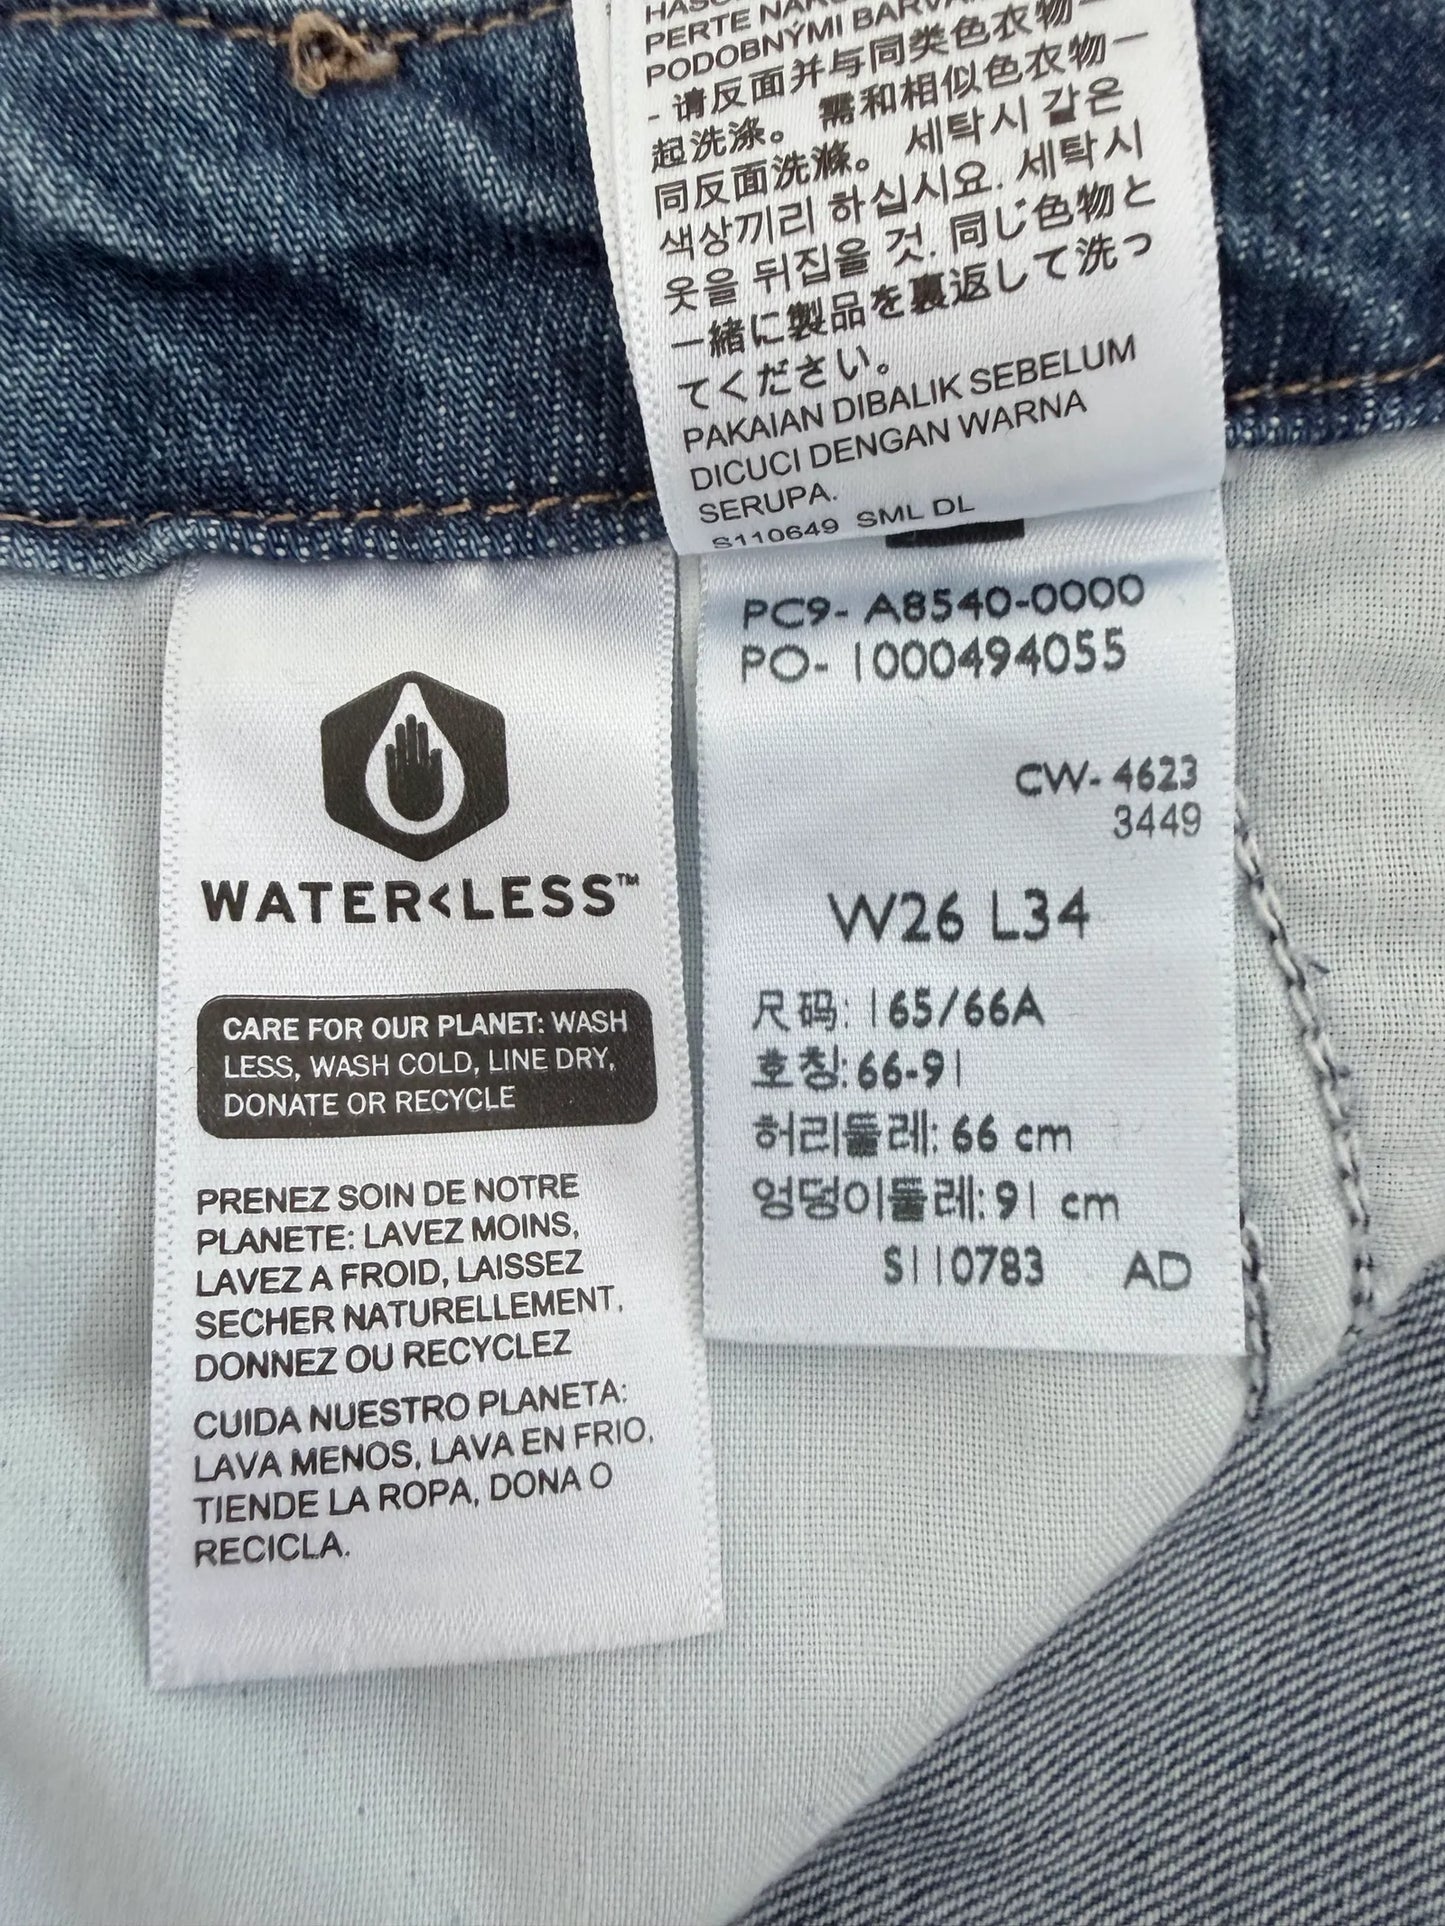 PERTE NA
PODOBNÝMI BARVA
- 请反面并与同类色衣物一
起洗涤。 需和相似色衣物一
同反面洗滌。 세탁시 같은
색상끼리 하십시요. 세탁시
옷을 뒤집을 것. 同じ色物と
一緒に製品を裏返して洗っ
てください。
PAKAIAN DIBALIK SEBELUM
DICUCI DENGAN WARNA
SERUPA.
S110649 SML DL
WATER<LESS™
CARE FOR OUR PLANET: WASH
LESS, WASH COLD, LINE DRY,
DONATE OR RECYCLE
PRENEZ SOIN DE NOTRE
PLANETE: LAVEZ MOINS,
LAVEZ A FROID, LAISSEZ
SECHER NATURELLEMENT,
DONNEZ OU RECYCLEZ
CUIDA NUESTRO PLANETA:
LAVA MENOS, LAVA EN FRIO,
TIENDE LA ROPA, DONA O
RECICLA.
PC9- A8540-0000
PO- 1000494055
CW- 4623
3449
W26 L34
尺码: 165/66A
호칭: 66-91
허리둘레: 66 cm
엉덩이둘레: 91 cm
S110783 AD